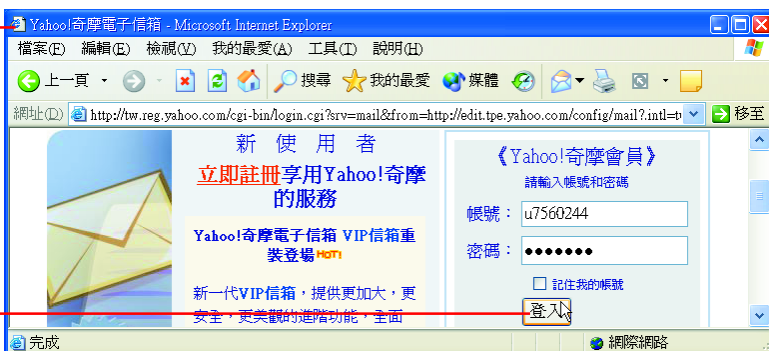 Yahoo!奇摩電子信箱 - Microsoft Internet Explorer
檔案(F) 編輯(E) 檢視(V) 我的最愛(A) 工具(T) 說明(H)
上一頁 搜尋 我的最愛 媒體
網址(D) http://tw.reg.yahoo.com/cgi-bin/login.cgi?srv=mail&from=http://edit.tpe.yahoo.com/config/mail?.intl=tw 移至
新 使 用 者
立即註冊享用Yahoo!奇摩
的服務
Yahoo!奇摩電子信箱 VIP信箱重
裝登場 HOT!
新一代VIP信箱，提供更加大，更
安全，更美觀的進階功能，全面
《Yahoo!奇摩會員》
請輸入帳號和密碼
帳號： u7560244
密碼： ●●●●●●●
記住我的帳號
登入
完成 網際網路